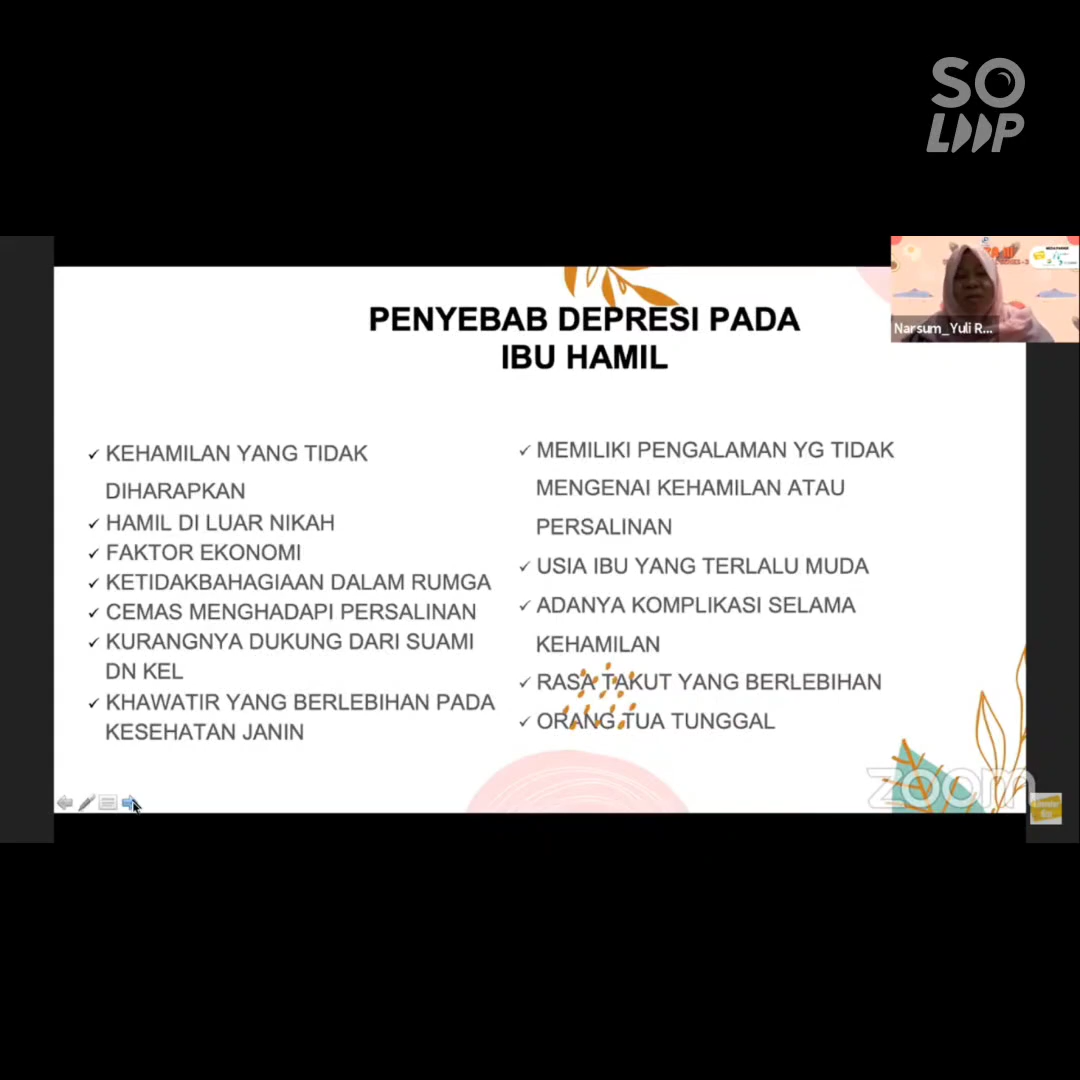 SO
LOOP
PENYEBAB DEPRESI PADA
IBU HAMIL
Narsum_Yuli R...
✓ KEHAMILAN YANG TIDAK
DIHARAPKAN
✓ HAMIL DI LUAR NIKAH
✓ FAKTOR EKONOMI
✓ KETIDAKBAHAGIAAN DALAM RUMGA
✓ CEMAS MENGHADAPI PERSALINAN
✓ KURANGNYA DUKUNG DARI SUAMI
DN KEL
✓ KHAWATIR YANG BERLEBIHAN PADA
KESEHATAN JANIN
✓ MEMILIKI PENGALAMAN YG TIDAK
MENGENAI KEHAMILAN ATAU
PERSALINAN
✓ USIA IBU YANG TERLALU MUDA
✓ ADANYA KOMPLIKASI SELAMA
KEHAMILAN
✓ RASA TAKUT YANG BERLEBIHAN
✓ ORANG TUA TUNGGAL
zoom